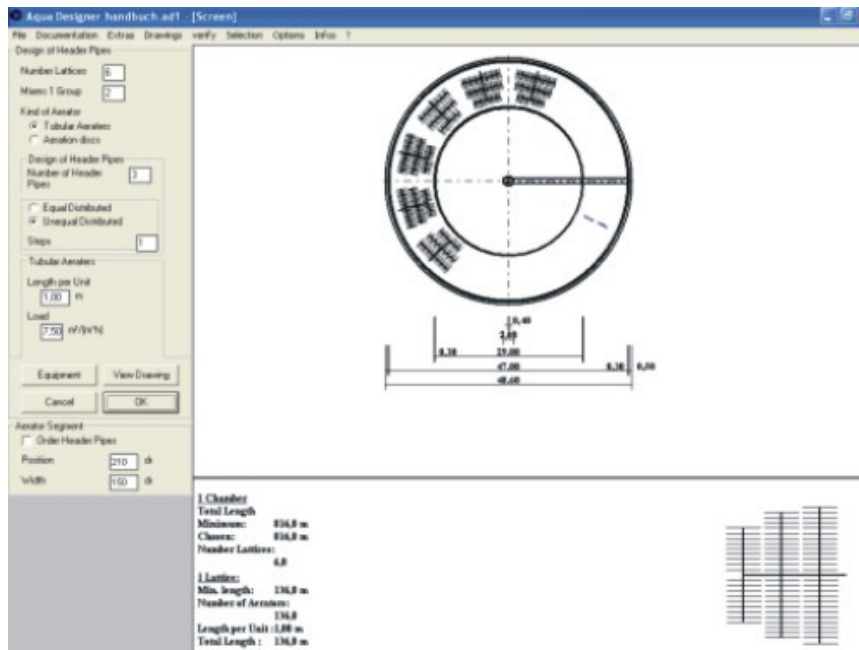 Aqua Designer handbuch.ad1 - [Screen]
File Documentation Extras Drawings verify Selection Options Infos ?
Design of Header Pipes
Number Lattices 6
Mixers 1 Group 2
Kind of Aerator
Tubular Aerators
Aeration discs
Design of Header Pipes
Number of Header Pipes 3
Equal Distributed
Unequal Distributed
Steps 1
Tubular Aerators
Length per Unit
1,00 m
Load
7,50 m³/(m*h)
Equipment View Drawing
Cancel OK
Aerator Segment
Order Header Pipes
Position 210 dt
Width 150 dt
0,40
2,60
0,30 29,00
47,00 0,30 0,50
48,60
1 Chamber
Total Length
Minimum: 816,0 m
Chosen: 816,0 m
Number Lattices:
6,0
1 Lattice:
Min. length: 136,0 m
Number of Aerators:
136,0
Length per Unit :1,00 m
Total Length : 136,0 m